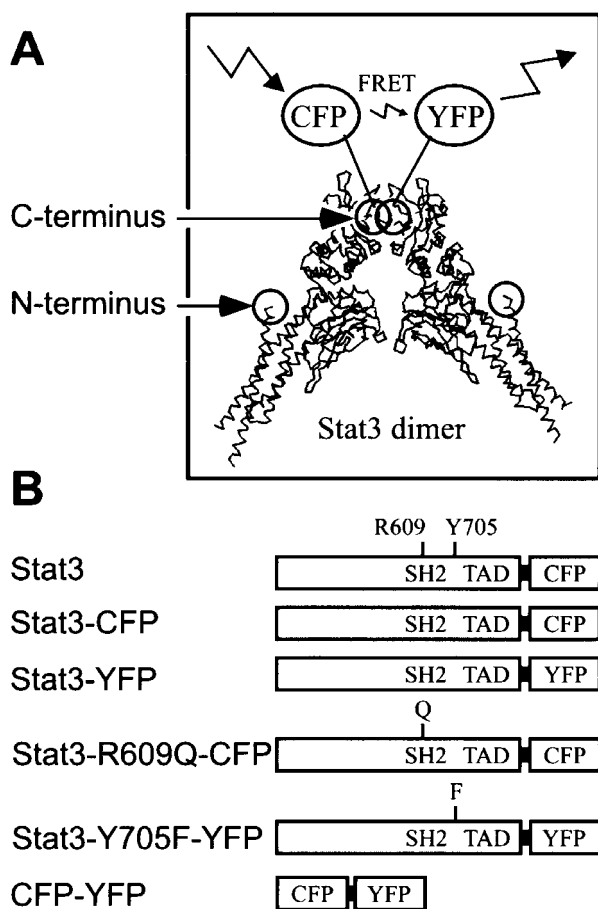 A
FRET
CFP YFP
C-terminus
N-terminus
Stat3 dimer
B
R609 Y705
Stat3 SH2 TAD CFP
Stat3-CFP SH2 TAD CFP
Stat3-YFP SH2 TAD YFP
Q
Stat3-R609Q-CFP SH2 TAD CFP
F
Stat3-Y705F-YFP SH2 TAD YFP
CFP-YFP CFP YFP